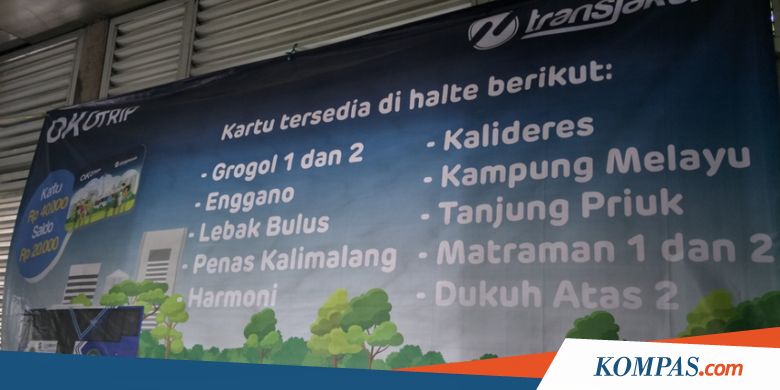 transjakar
OK OTRIP
Kartu tersedia di halte berikut:
- Grogol 1 dan 2
- Enggano
- Lebak Bulus
- Penas Kalimalang
Harmoni
- Kalideres
- Kampung Melayu
- Tanjung Priuk
- Matraman 1 dan 2
- Dukuh Atas 2
Kartu
Rp 40.000
Saldo
Rp 20.000
KOMPAS.com